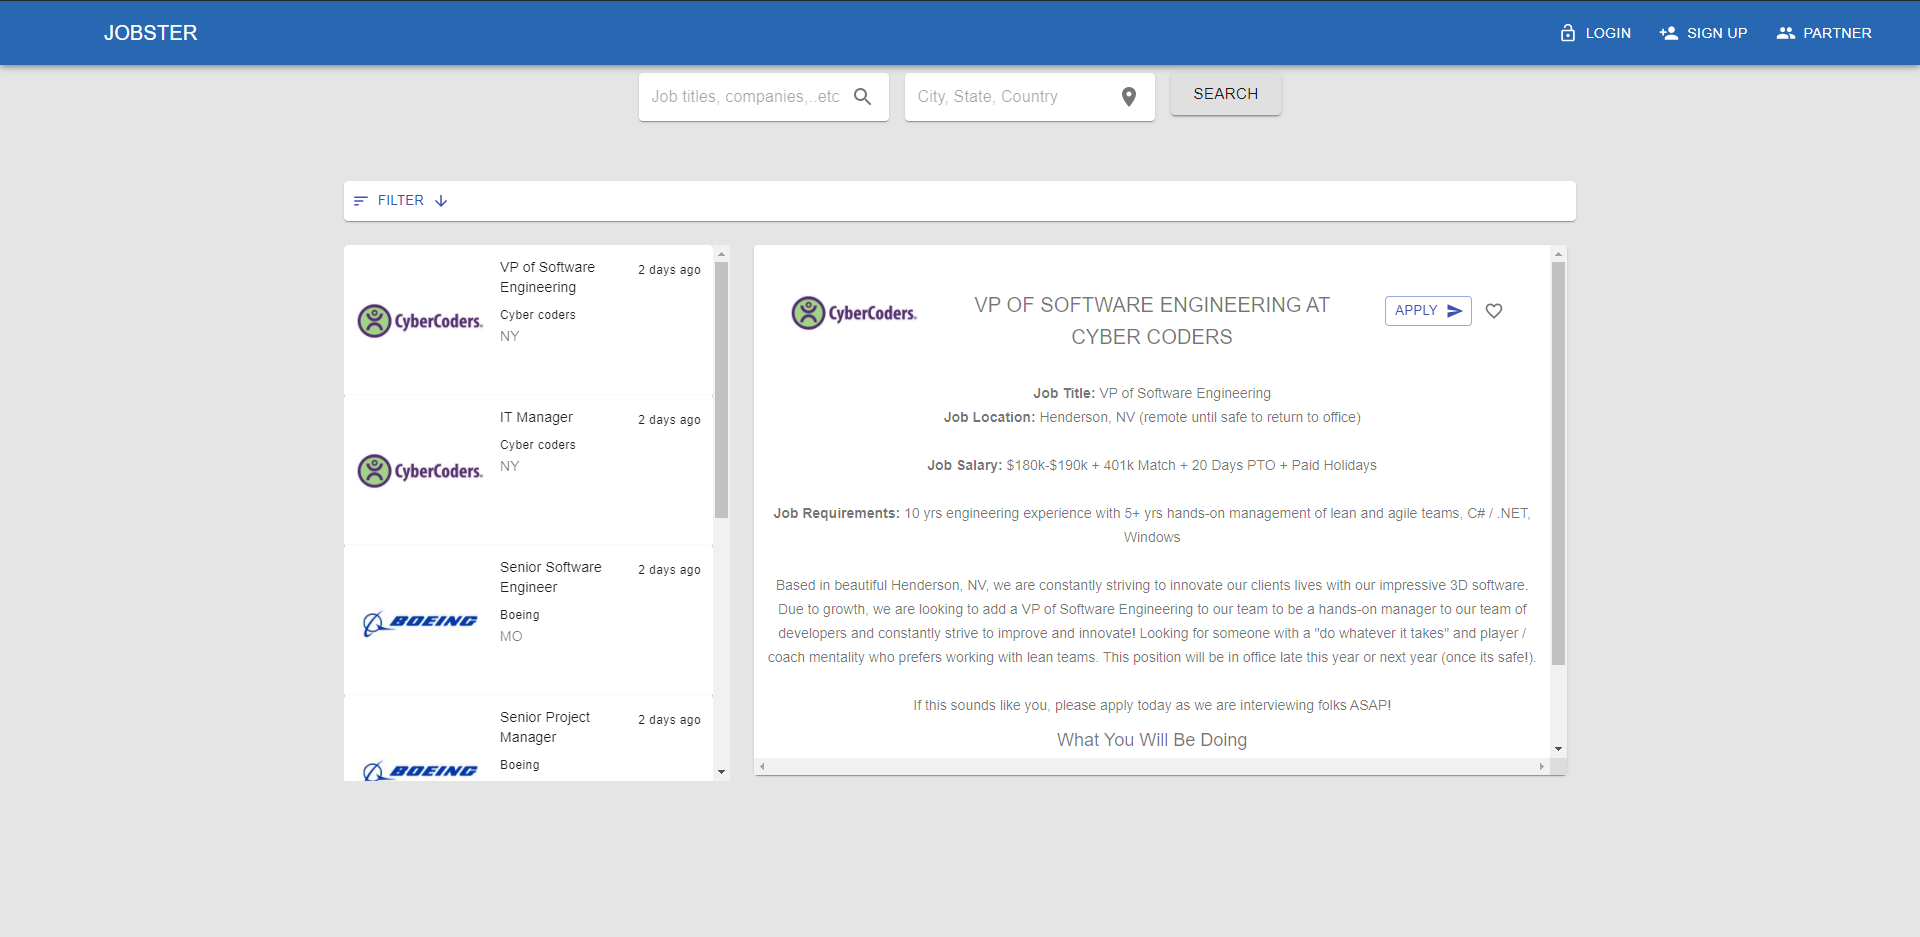 JOBSTER
LOGIN
SIGN UP
PARTNER
Job titles, companies,..etc
City, State, Country
SEARCH
FILTER
CyberCoders.
VP of Software
Engineering
2 days ago
Cyber coders
NY
CyberCoders.
IT Manager
2 days ago
Cyber coders
NY
BOEING
Senior Software
Engineer
2 days ago
Boeing
MO
BOEING
Senior Project
Manager
2 days ago
Boeing
CyberCoders.
VP OF SOFTWARE ENGINEERING AT
CYBER CODERS
APPLY
Job Title: VP of Software Engineering
Job Location: Henderson, NV (remote until safe to return to office)
Job Salary: $180k-$190k + 401k Match + 20 Days PTO + Paid Holidays
Job Requirements: 10 yrs engineering experience with 5+ yrs hands-on management of lean and agile teams, C# / .NET,
Windows
Based in beautiful Henderson, NV, we are constantly striving to innovate our clients lives with our impressive 3D software.
Due to growth, we are looking to add a VP of Software Engineering to our team to be a hands-on manager to our team of
developers and constantly strive to improve and innovate! Looking for someone with a "do whatever it takes" and player /
coach mentality who prefers working with lean teams. This position will be in office late this year or next year (once its safe!).
If this sounds like you, please apply today as we are interviewing folks ASAP!
What You Will Be Doing